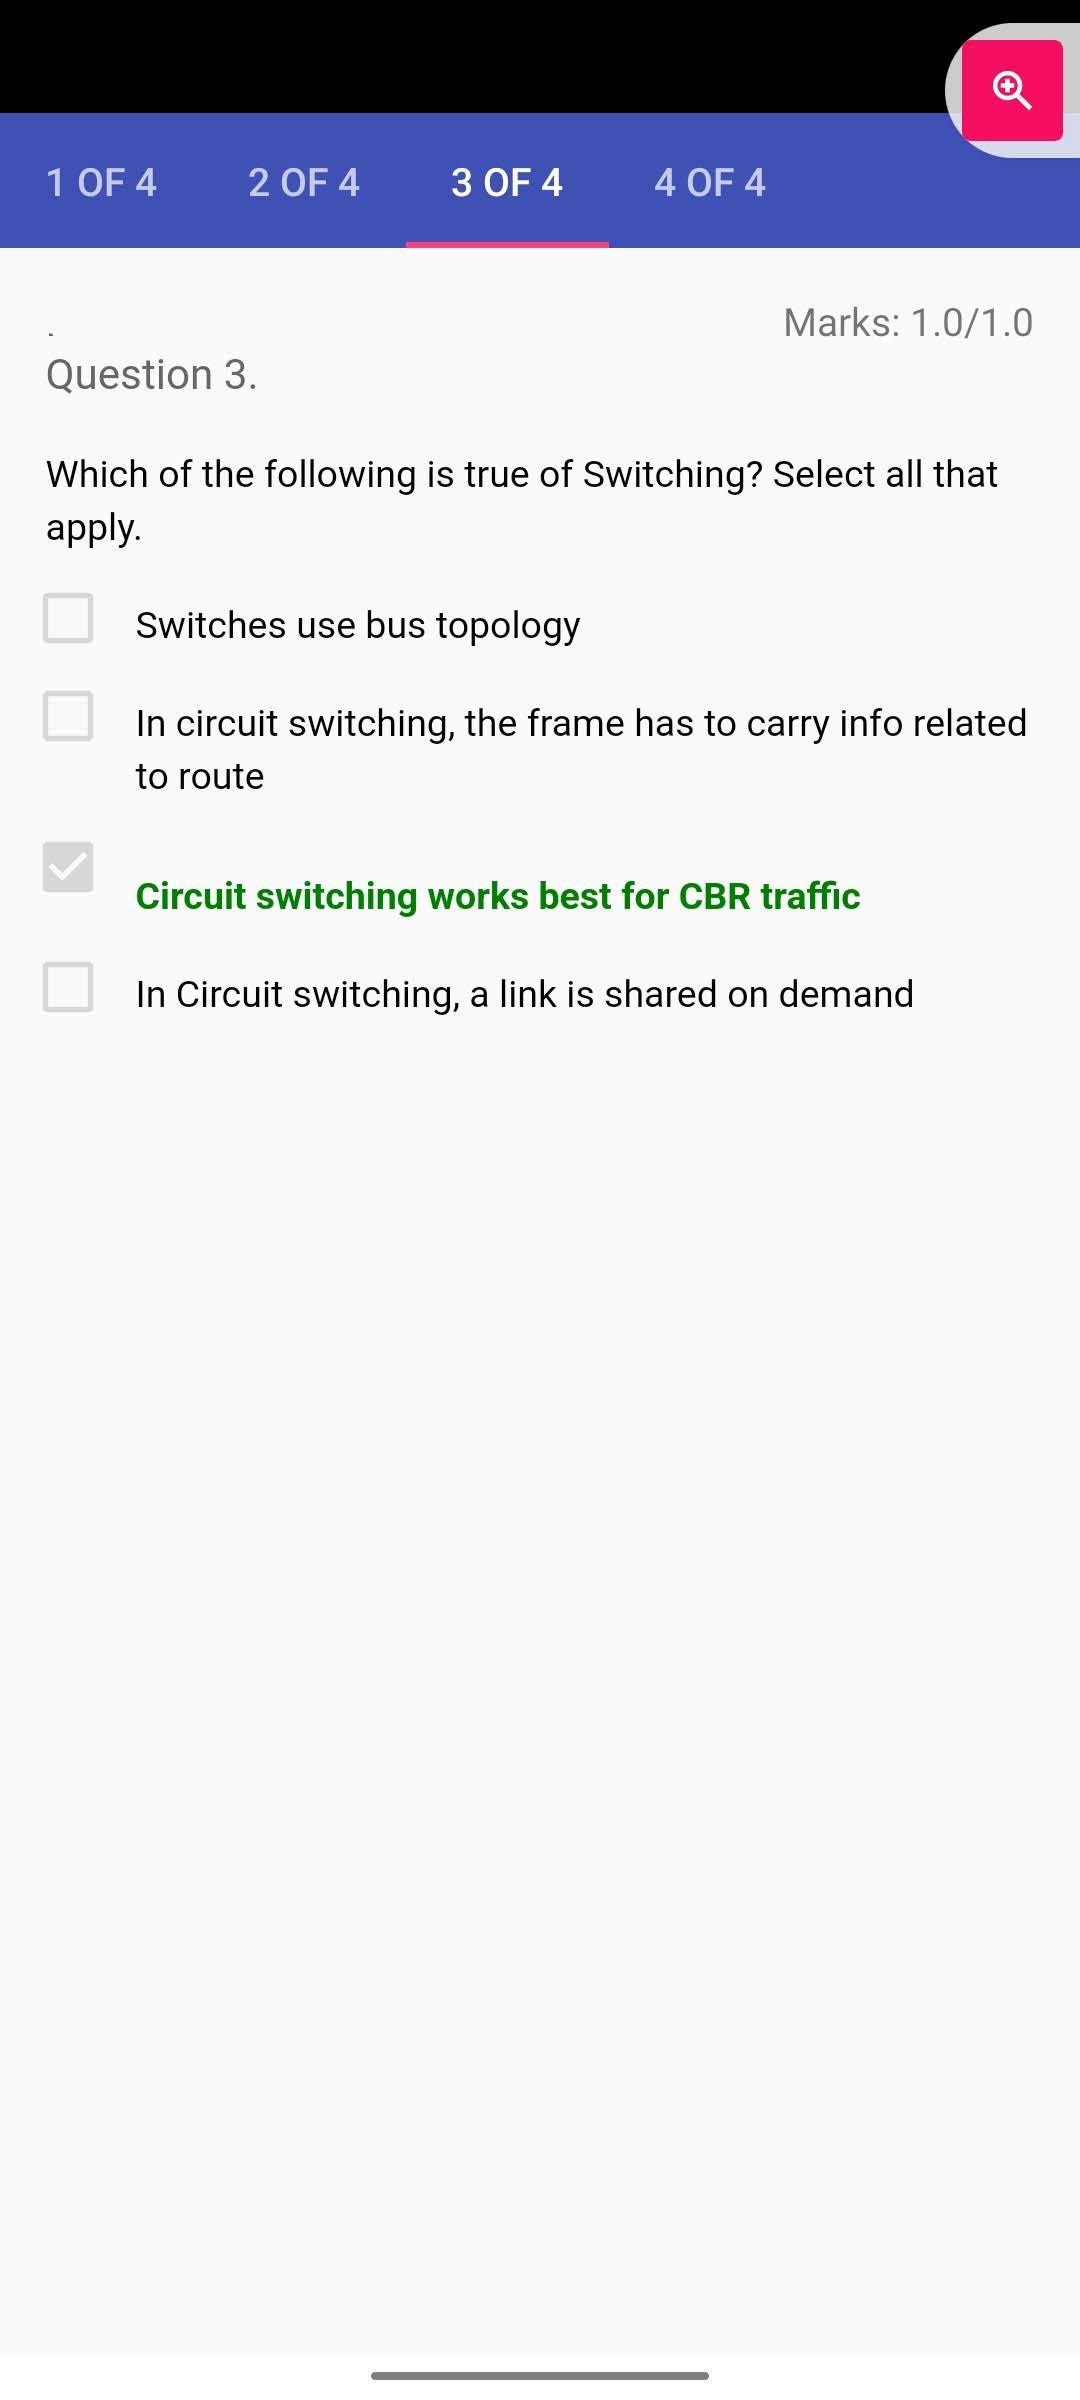 1 OF 4 2 OF 4 3 OF 4 4 OF 4
.
Marks: 1.0/1.0
Question 3.
Which of the following is true of Switching? Select all that
apply.
Switches use bus topology
In circuit switching, the frame has to carry info related
to route
Circuit switching works best for CBR traffic
In Circuit switching, a link is shared on demand